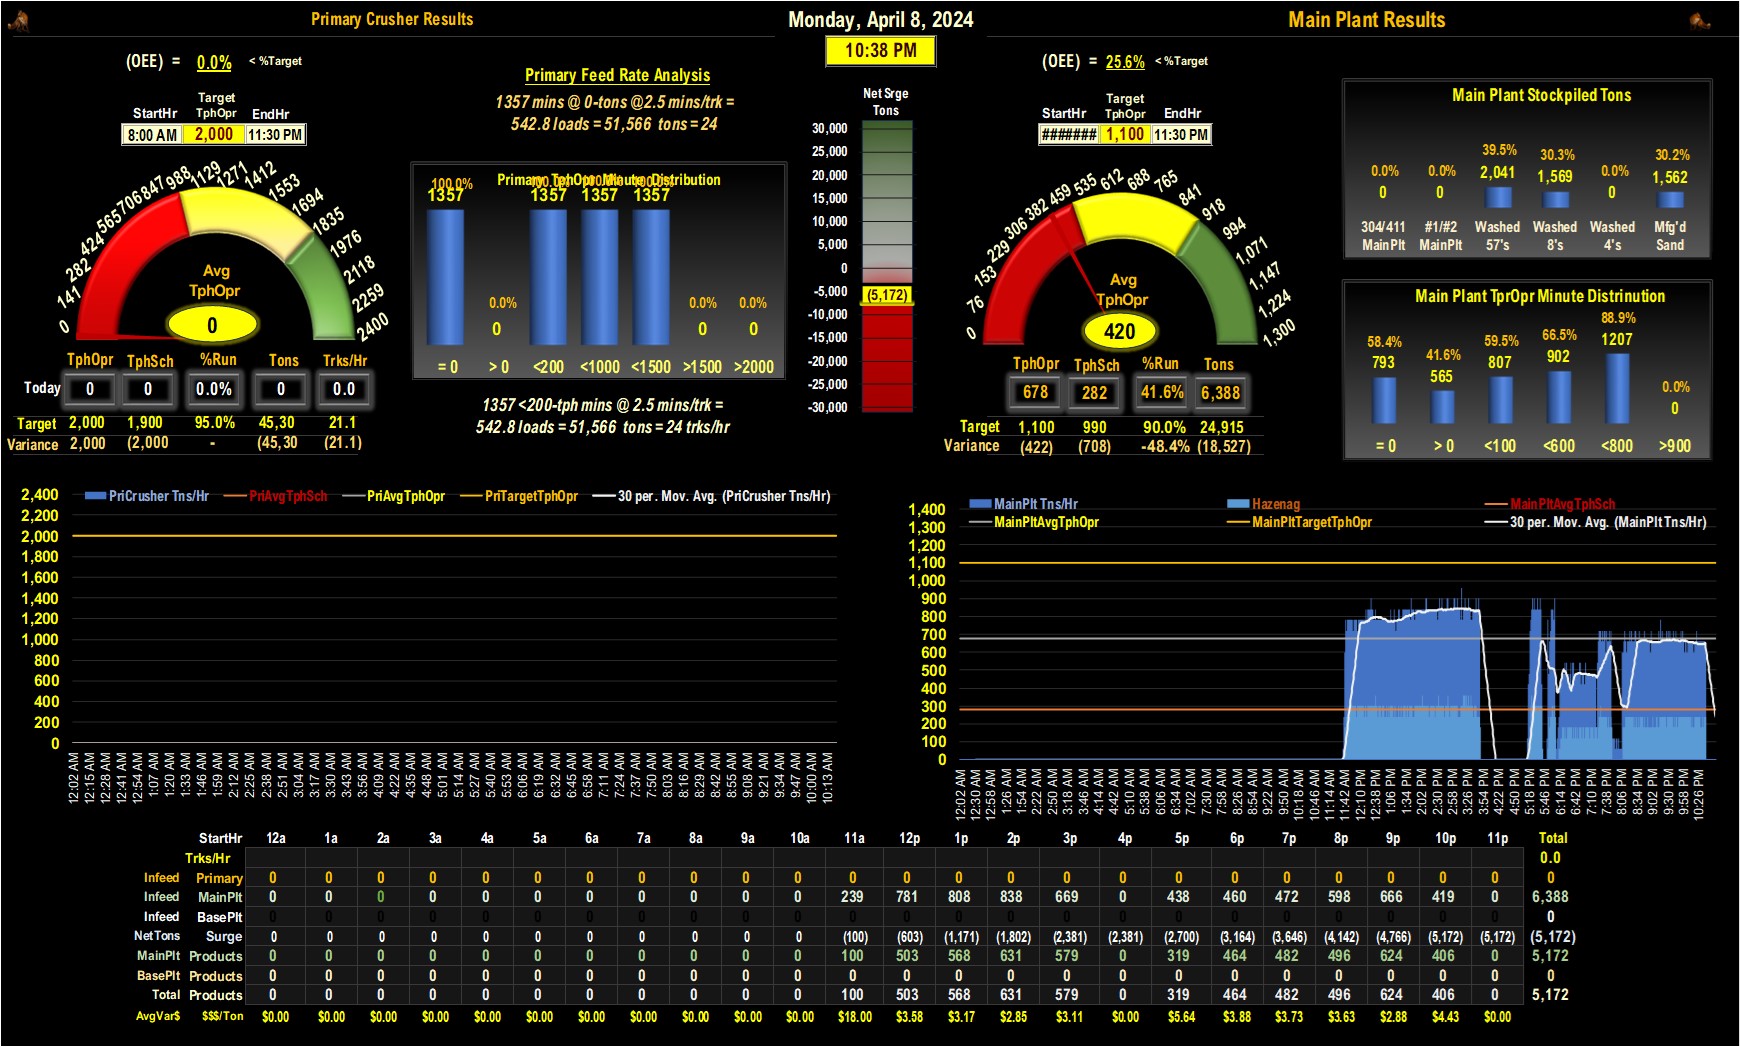 Primary Crusher Results
Monday, April 8, 2024
Main Plant Results
10:38 PM
(OEE) = 0.0% < %Target
StartHr Target TphOpr EndHr
8:00 AM 2,000 11:30 PM
0 141 282 424 565 706 847 988 1129 1271 1412 1553 1694 1835 1976 2118 2259 2400
Avg
TphOpr
0
TphOpr TphSch %Run Tons Trks/Hr
Today 0 0 0.0% 0 0.0
Target 2,000 1,900 95.0% 45,30 21.1
Variance 2,000 (2,000 - (45,30 (21.1)
Primary Feed Rate Analysis
1357 mins @ 0-tons @2.5 mins/trk =
542.8 loads = 51,566 tons = 24
Primary TphOpr Minute Distribution
100.0% 0.0% 0.0% 0.0%
1357 0 1357 1357 1357 0 0
= 0 > 0 <200 <1000 <1500 >1500 >2000
1357 <200-tph mins @ 2.5 mins/trk =
542.8 loads = 51,566 tons = 24 trks/hr
Net Srge
Tons
30,000
25,000
20,000
15,000
10,000
5,000
0
-5,000
(5,172)
-10,000
-15,000
-20,000
-25,000
-30,000
(OEE) = 25.6% < %Target
StartHr Target TphOpr EndHr
####### 1,100 11:30 PM
0 76 153 229 306 382 459 535 612 688 765 841 918 994 1,071 1,147 1,224 1,300
Avg
TphOpr
420
TphOpr TphSch %Run Tons
678 282 41.6% 6,388
Target 1,100 990 90.0% 24,915
Variance (422) (708) -48.4% (18,527)
Main Plant Stockpiled Tons
0.0% 0.0% 39.5% 30.3% 0.0% 30.2%
0 0 2,041 1,569 0 1,562
304/411 #1/#2 Washed Washed Washed Mfg'd
MainPlt MainPlt 57's 8's 4's Sand
Main Plant TprOpr Minute Distrinution
58.4% 41.6% 59.5% 66.5% 88.9% 0.0%
793 565 807 902 1207 0
= 0 > 0 <100 <600 <800 >900
PriCrusher Tns/Hr PriAvgTphSch PriAvgTphOpr PriTargetTphOpr 30 per. Mov. Avg. (PriCrusher Tns/Hr)
2,400
2,200
2,000
1,800
1,600
1,400
1,200
1,000
800
600
400
200
0
12:02 AM 12:15 AM 12:28 AM 12:41 AM 12:54 AM 1:07 AM 1:20 AM 1:33 AM 1:46 AM 1:59 AM 2:12 AM 2:25 AM 2:38 AM 2:51 AM 3:04 AM 3:17 AM 3:30 AM 3:43 AM 3:56 AM 4:09 AM 4:22 AM 4:35 AM 4:48 AM 5:01 AM 5:14 AM 5:27 AM 5:40 AM 5:53 AM 6:06 AM 6:19 AM 6:32 AM 6:45 AM 6:58 AM 7:11 AM 7:24 AM 7:37 AM 7:50 AM 8:03 AM 8:16 AM 8:29 AM 8:42 AM 8:55 AM 9:08 AM 9:21 AM 9:34 AM 9:47 AM 10:00 AM 10:13 AM
MainPlt Tns/Hr Hazenag MainPltAvgTphSch
MainPltAvgTphOpr MainPltTargetTphOpr 30 per. Mov. Avg. (MainPlt Tns/Hr)
1,400
1,300
1,200
1,100
1,000
900
800
700
600
500
400
300
200
100
0
12:02 AM 12:30 AM 12:58 AM 1:26 AM 1:54 AM 2:22 AM 2:50 AM 3:18 AM 3:46 AM 4:14 AM 4:42 AM 5:10 AM 5:38 AM 6:06 AM 6:34 AM 7:02 AM 7:30 AM 7:58 AM 8:26 AM 8:54 AM 9:22 AM 9:50 AM 10:18 AM 10:46 AM 11:14 AM 11:42 AM 12:10 PM 12:38 PM 1:06 PM 1:34 PM 2:02 PM 2:30 PM 2:58 PM 3:26 PM 3:54 PM 4:22 PM 4:50 PM 5:18 PM 5:46 PM 6:14 PM 6:42 PM 7:10 PM 7:38 PM 8:06 PM 8:34 PM 9:02 PM 9:30 PM 9:58 PM 10:26 PM
StartHr 12a 1a 2a 3a 4a 5a 6a 7a 8a 9a 10a 11a 12p 1p 2p 3p 4p 5p 6p 7p 8p 9p 10p 11p Total
Trks/Hr 0.0
Infeed Primary 0 0 0 0 0 0 0 0 0 0 0 0 0 0 0 0 0 0 0 0 0 0 0 0 0
Infeed MainPlt 0 0 0 0 0 0 0 0 0 0 0 239 781 808 838 669 0 438 460 472 598 666 419 0 6,388
Infeed BasePlt 0 0 0 0 0 0 0 0 0 0 0 0 0 0 0 0 0 0 0 0 0 0 0 0 0
NetTons Surge 0 0 0 0 0 0 0 0 0 0 0 (100) (603) (1,171) (1,802) (2,381) (2,381) (2,700) (3,164) (3,646) (4,142) (4,766) (5,172) (5,172) (5,172)
MainPlt Products 0 0 0 0 0 0 0 0 0 0 0 100 503 568 631 579 0 319 464 482 496 624 406 0 5,172
BasePlt Products 0 0 0 0 0 0 0 0 0 0 0 0 0 0 0 0 0 0 0 0 0 0 0 0 0
Total Products 0 0 0 0 0 0 0 0 0 0 0 100 503 568 631 579 0 319 464 482 496 624 406 0 5,172
AvgVar$ $$$/Ton $0.00 $0.00 $0.00 $0.00 $0.00 $0.00 $0.00 $0.00 $0.00 $0.00 $0.00 $18.00 $3.58 $3.17 $2.85 $3.11 $0.00 $5.64 $3.88 $3.73 $3.63 $2.88 $4.43 $0.00